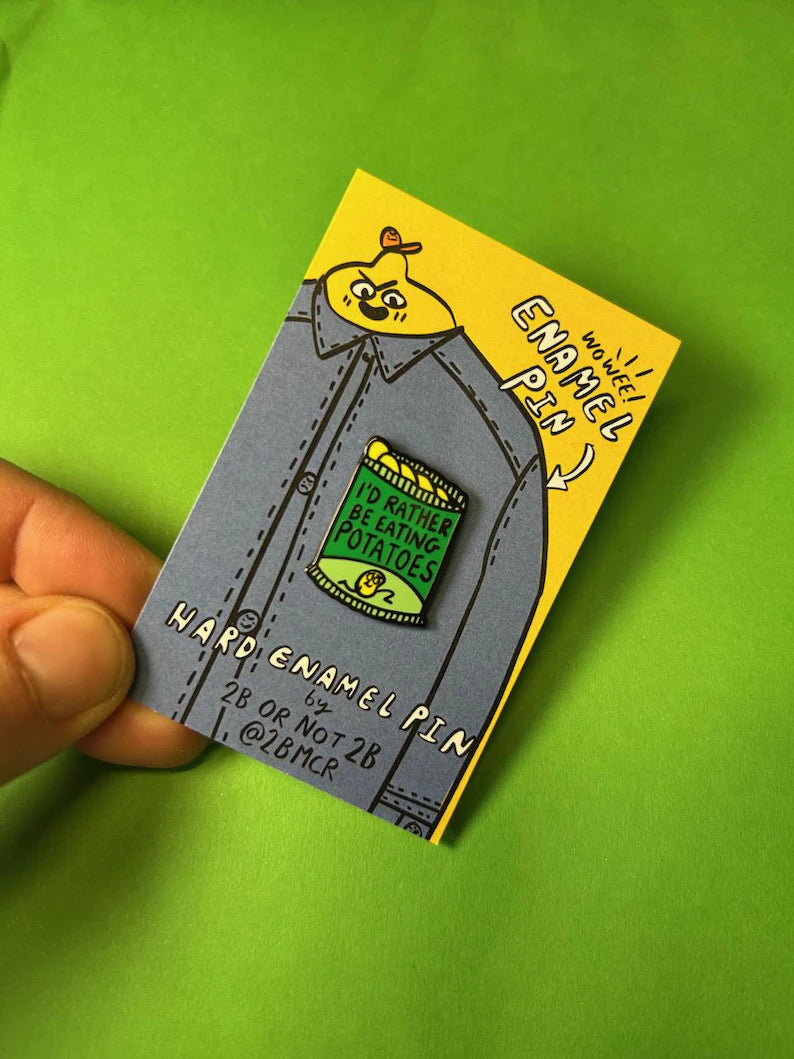 WOWEE!
ENAMEL
PIN
I'D RATHER
BE EATING
POTATOES
HARD ENAMEL PIN
by
2B OR NOT 2B
@2BMCR